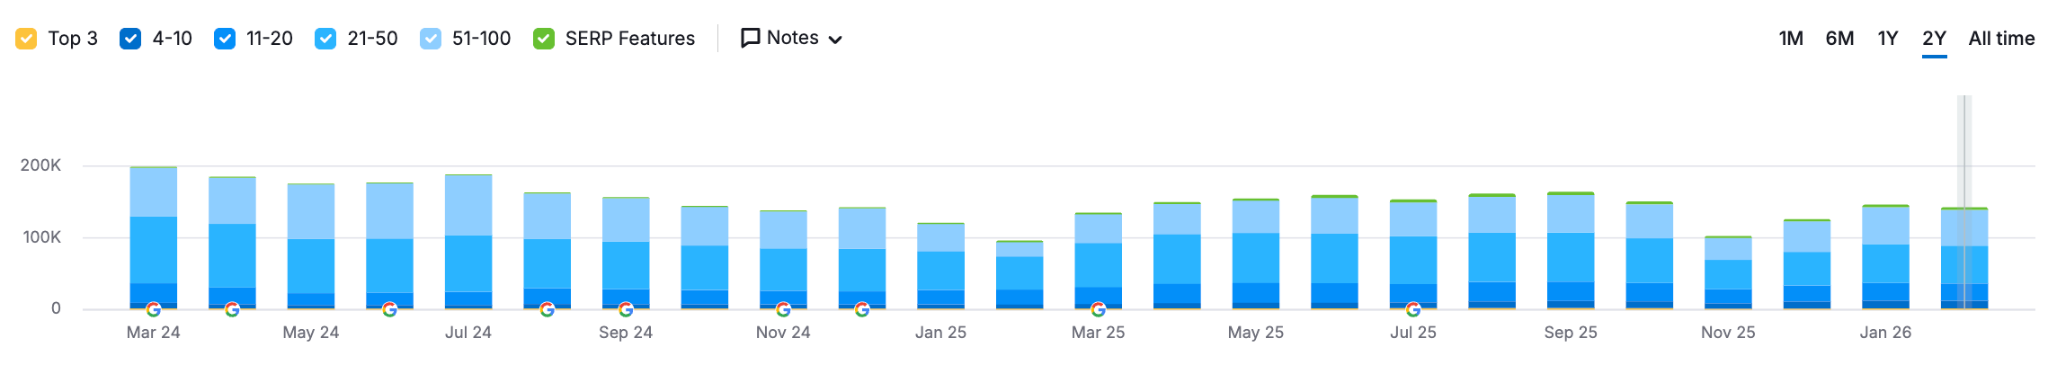 Top 3 4-10 11-20 21-50 51-100 SERP Features Notes 1M 6M 1Y 2Y All time
200K
100K
0
Mar 24 May 24 Jul 24 Sep 24 Nov 24 Jan 25 Mar 25 May 25 Jul 25 Sep 25 Nov 25 Jan 26